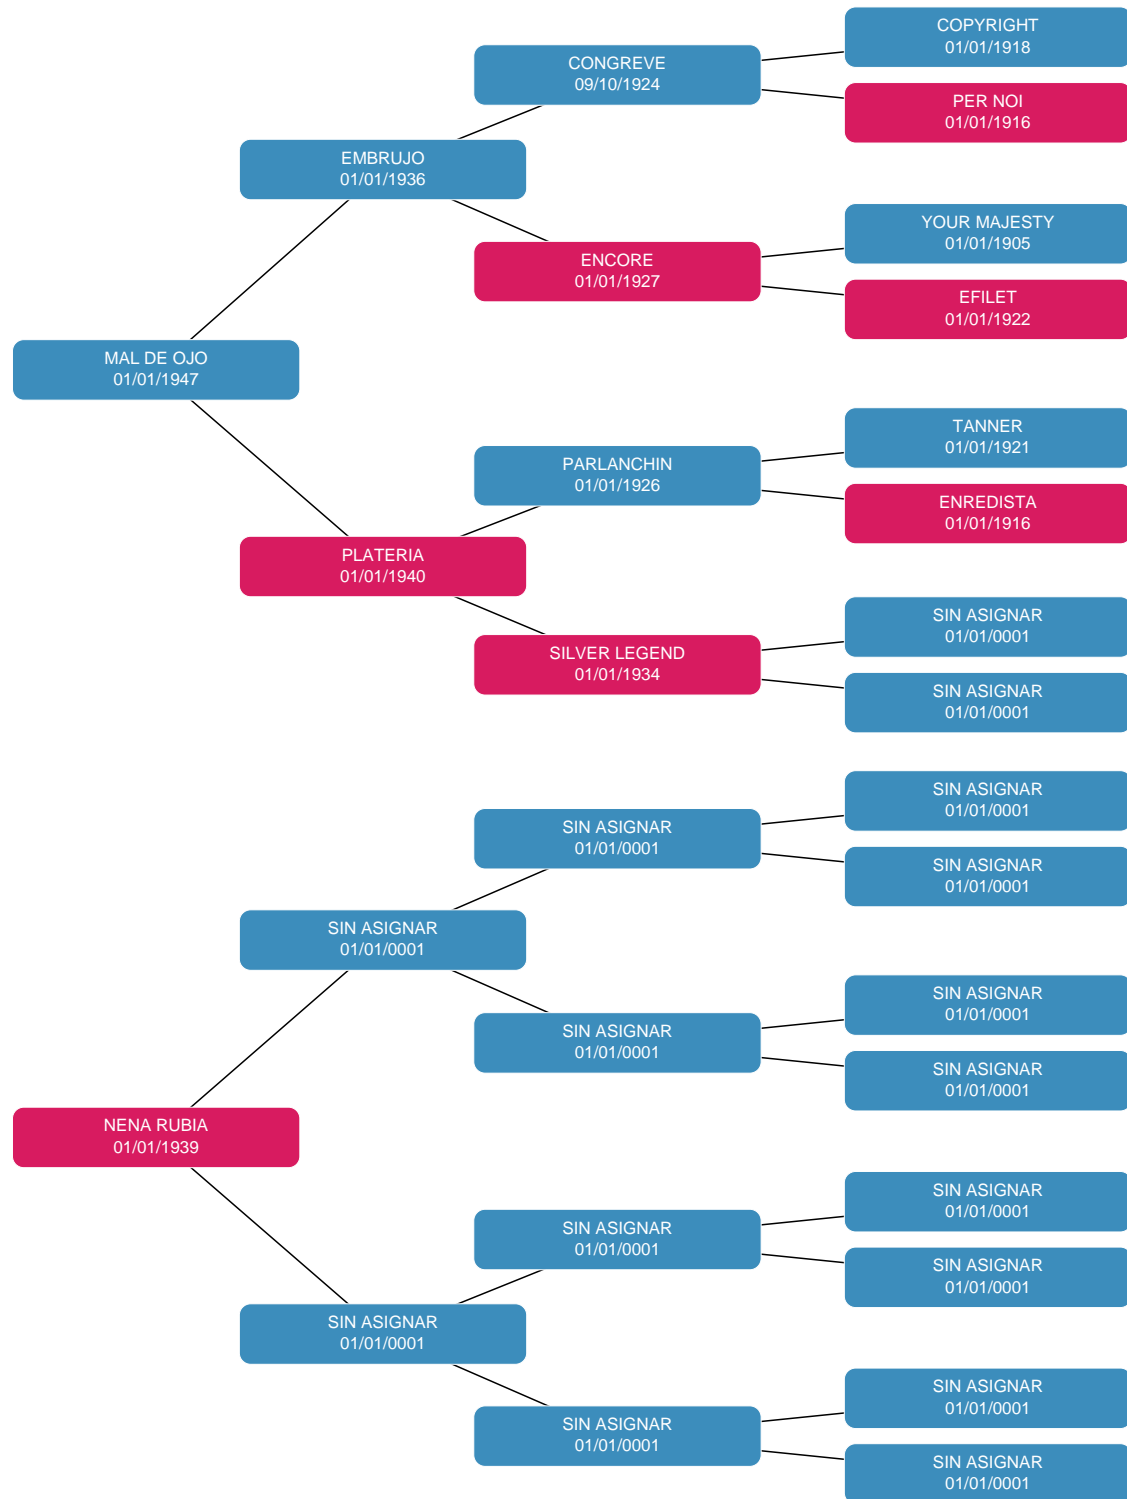 COPYRIGHT
01/01/1918
CONGREVE
09/10/1924
PER NOI
01/01/1916
EMBRUJO
01/01/1936
YOUR MAJESTY
01/01/1905
ENCORE
01/01/1927
EFILET
01/01/1922
MAL DE OJO
01/01/1947
TANNER
01/01/1921
PARLANCHIN
01/01/1926
ENREDISTA
01/01/1916
PLATERIA
01/01/1940
SIN ASIGNAR
01/01/0001
SILVER LEGEND
01/01/1934
SIN ASIGNAR
01/01/0001
SIN ASIGNAR
01/01/0001
SIN ASIGNAR
01/01/0001
SIN ASIGNAR
01/01/0001
SIN ASIGNAR
01/01/0001
SIN ASIGNAR
01/01/0001
SIN ASIGNAR
01/01/0001
SIN ASIGNAR
01/01/0001
NENA RUBIA
01/01/1939
SIN ASIGNAR
01/01/0001
SIN ASIGNAR
01/01/0001
SIN ASIGNAR
01/01/0001
SIN ASIGNAR
01/01/0001
SIN ASIGNAR
01/01/0001
SIN ASIGNAR
01/01/0001
SIN ASIGNAR
01/01/0001